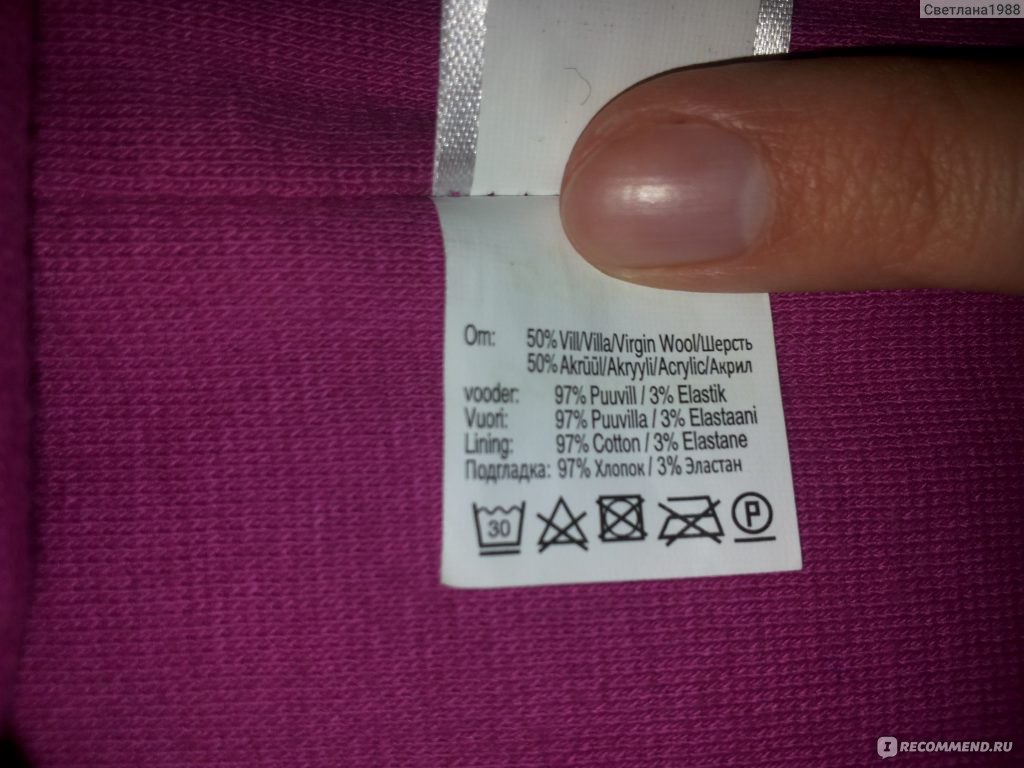 Светлана1988
Om: 50% Vill/Villa/Virgin Wool/Шерсть
50% Akrüül/Akryyli/Acrylic/Акрил
vooder: 97% Puuvill / 3% Elastik
Vuori: 97% Puuvilla / 3% Elastaani
Lining: 97% Cotton / 3% Elastane
Подгладка: 97% Хлопок / 3% Эластан
30 P
I RECOMMEND.RU